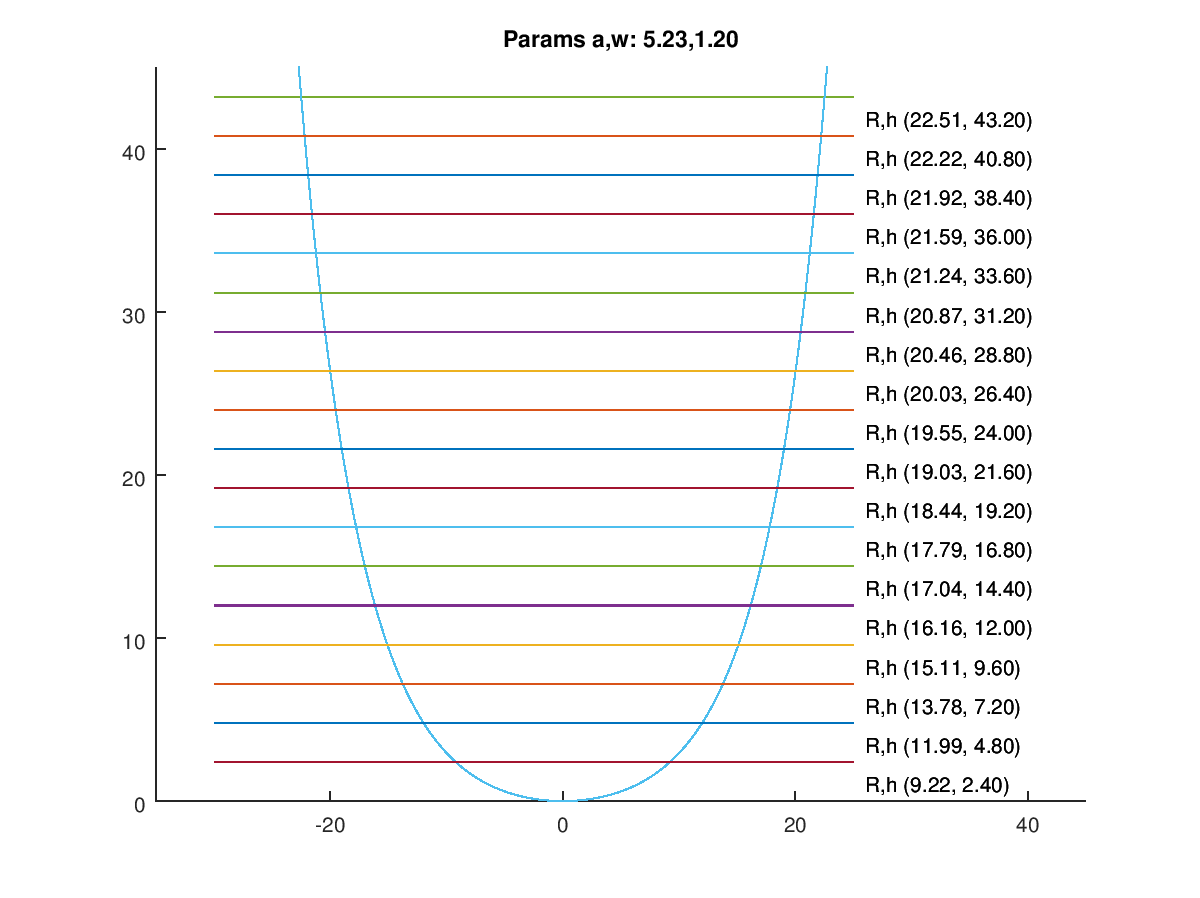 Params a,w: 5.23,1.20
R,h (22.51, 43.20)
40
R,h (22.22, 40.80)
R,h (21.92, 38.40)
R,h (21.59, 36.00)
R,h (21.24, 33.60)
30
R,h (20.87, 31.20)
R,h (20.46, 28.80)
R,h (20.03, 26.40)
R,h (19.55, 24.00)
20
R,h (19.03, 21.60)
R,h (18.44, 19.20)
R,h (17.79, 16.80)
R,h (17.04, 14.40)
10
R,h (16.16, 12.00)
R,h (15.11, 9.60)
R,h (13.78, 7.20)
R,h (11.99, 4.80)
R,h (9.22, 2.40)
0
-20 0 20 40